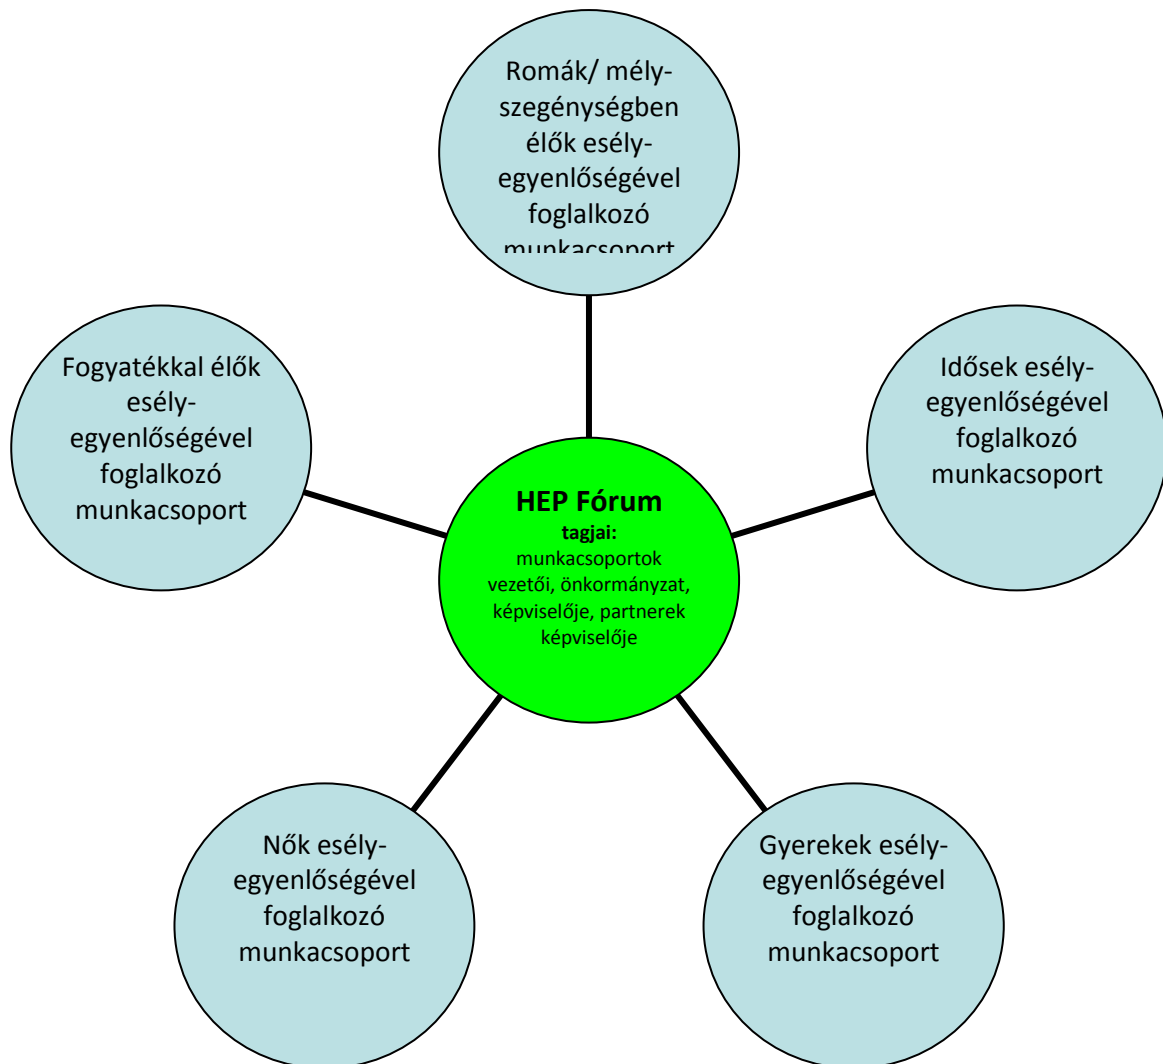 Romák/ mély-
szegénységben
élők esély-
egyenlőségével
foglalkozó
munkacsoport
Fogyatékkal élők
esély-
egyenlőségével
foglalkozó
munkacsoport
Idősek esély-
egyenlőségével
foglalkozó
munkacsoport
HEP Fórum
tagjai:
munkacsoportok
vezetői, önkormányzat,
képviselője, partnerek
képviselője
Nők esély-
egyenlőségével
foglalkozó
munkacsoport
Gyerekek esély-
egyenlőségével
foglalkozó
munkacsoport